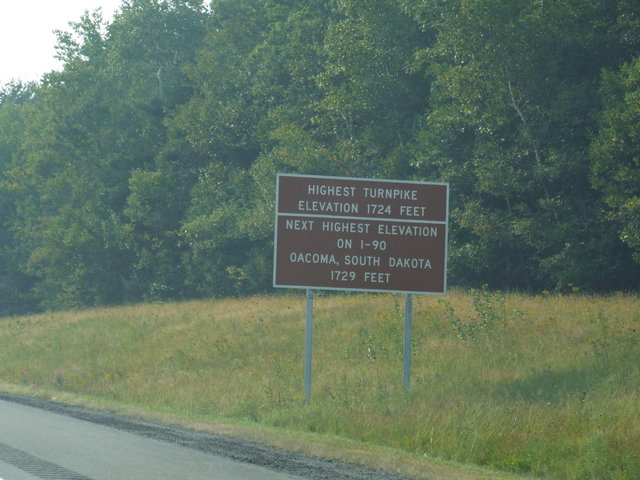 HIGHEST TURNPIKE
ELEVATION 1724 FEET
NEXT HIGHEST ELEVATION
ON I-90
OACOMA, SOUTH DAKOTA
1729 FEET